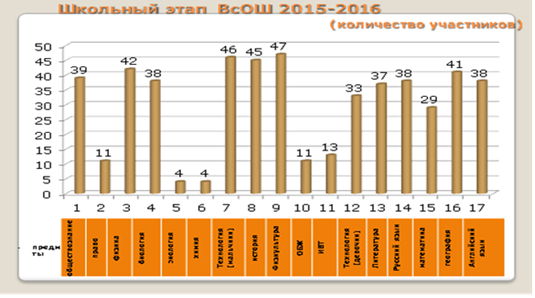 Школьный этап ВсОШ 2015-2016
(количество участников)
50
45
40
35
30
25
20
15
10
5
0
39 11 42 38 4 4 46 45 47 11 13 33 37 38 29 41 38
1 2 3 4 5 6 7 8 9 10 11 12 13 14 15 16 17
предме
ты
обществознание
право
физика
биология
экология
химия
Технология
(мальчики)
история
Физкультура
ОБЖ
ИВТ
Технология
(девочки)
Литература
Русский язык
математика
география
Английский
язык